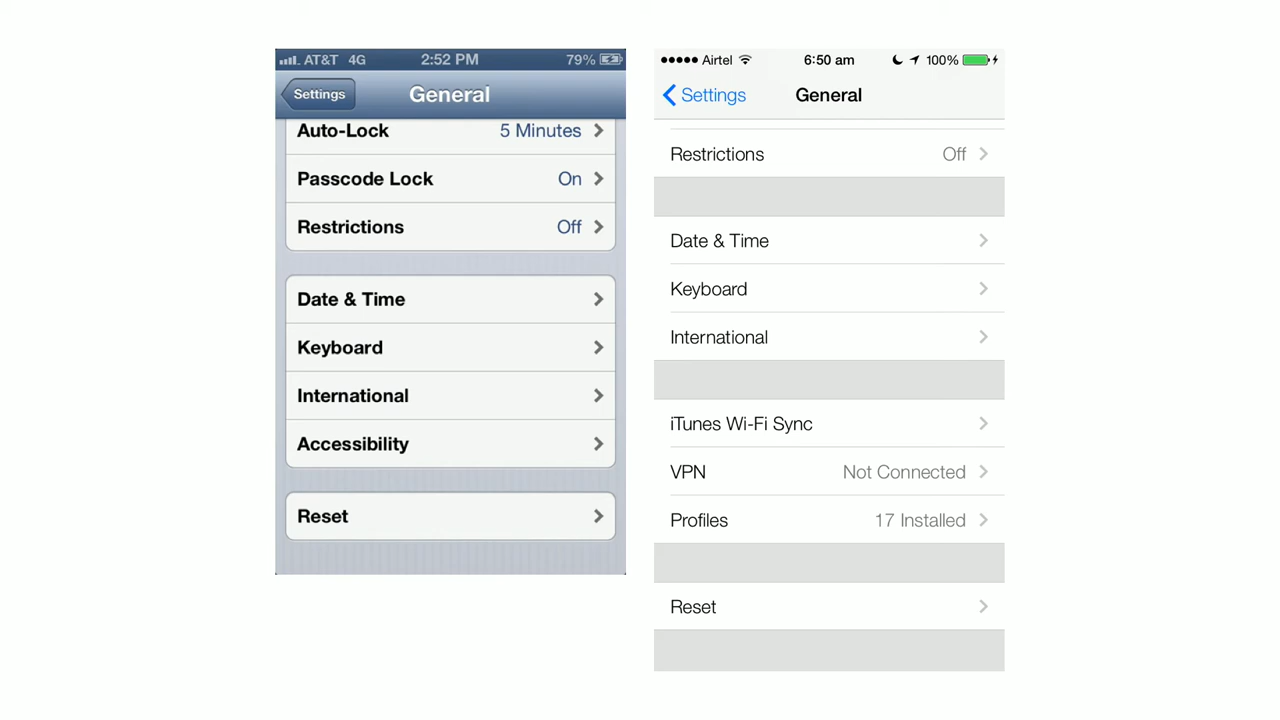 AT&T 4G 2:52 PM 79%
Settings General
Auto-Lock 5 Minutes
Passcode Lock On
Restrictions Off
Date & Time
Keyboard
International
Accessibility
Reset
Airtel 6:50 am 100%
Settings General
Restrictions Off
Date & Time
Keyboard
International
iTunes Wi-Fi Sync
VPN Not Connected
Profiles 17 Installed
Reset